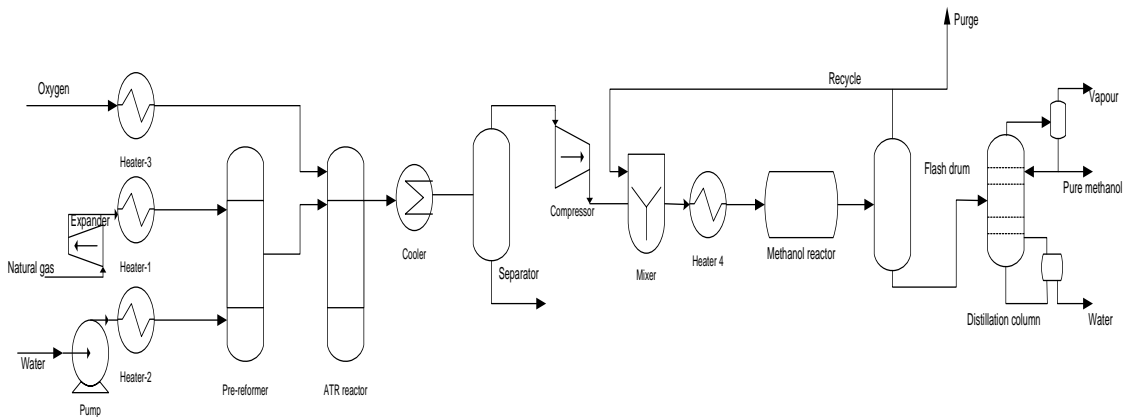 Purge
Recycle
Oxygen
Vapour
Heater-3
Flash drum
Pure methanol
Expander
Compressor
Natural gas
Heater-1
Cooler
Separator
Mixer
Heater 4
Methanol reactor
Distillation column
Water
Water
Heater-2
Pump
Pre-reformer
ATR reactor